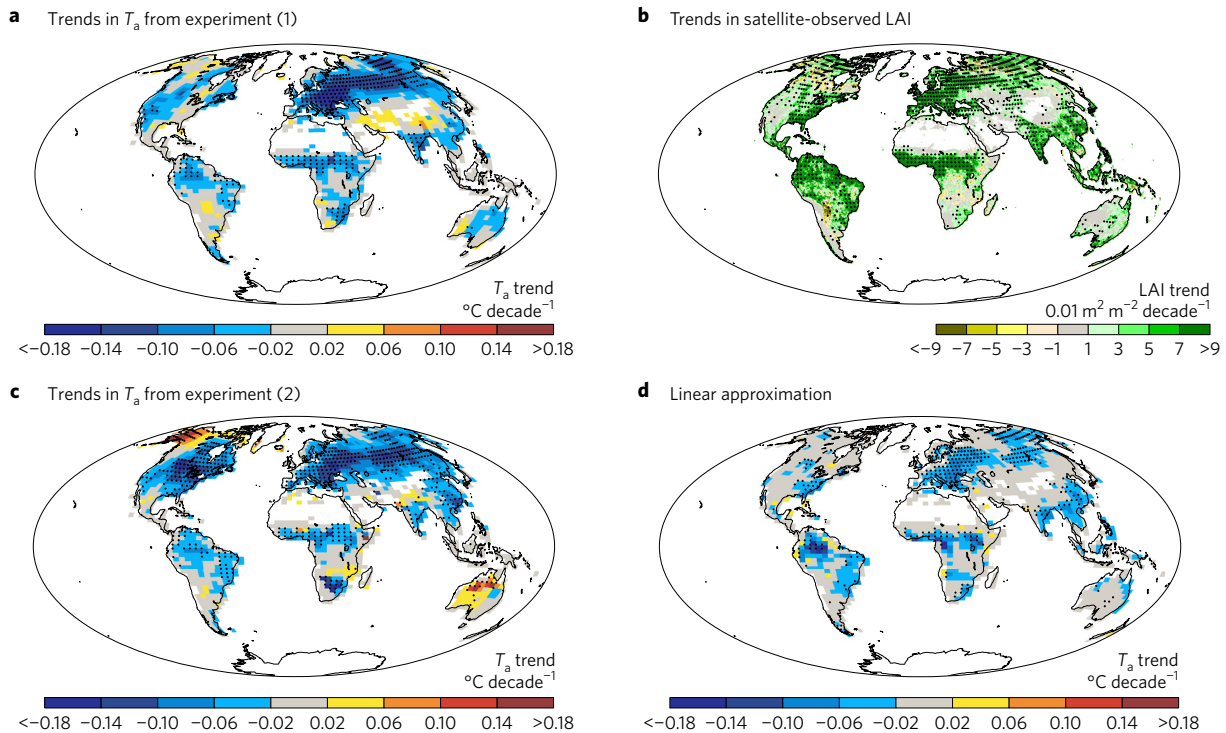 a Trends in Tₐ from experiment (1)
Tₐ trend
°C decade⁻¹
<−0.18 −0.14 −0.10 −0.06 −0.02 0.02 0.06 0.10 0.14 >0.18
b Trends in satellite-observed LAI
LAI trend
0.01 m² m⁻² decade⁻¹
<−9 −7 −5 −3 −1 1 3 5 7 >9
c Trends in Tₐ from experiment (2)
Tₐ trend
°C decade⁻¹
<−0.18 −0.14 −0.10 −0.06 −0.02 0.02 0.06 0.10 0.14 >0.18
d Linear approximation
Tₐ trend
°C decade⁻¹
<−0.18 −0.14 −0.10 −0.06 −0.02 0.02 0.06 0.10 0.14 >0.18